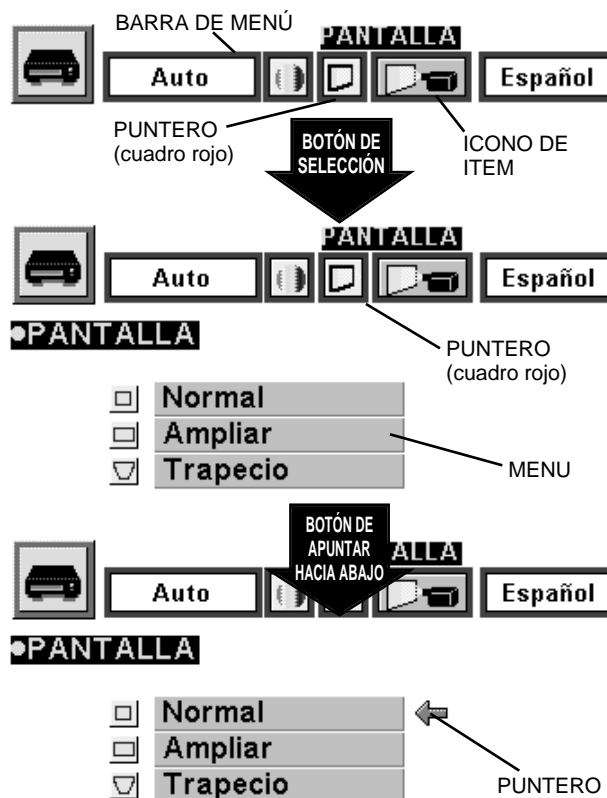 BARRA DE MENÚ
PANTALLA
Auto
Español
PUNTERO
(cuadro rojo)
BOTÓN DE
SELECCIÓN
ICONO DE
ITEM
PANTALLA
Auto
Español
●PANTALLA
PUNTERO
(cuadro rojo)
Normal
Ampliar
Trapecio
MENU
BOTÓN DE
APUNTAR
HACIA ABAJO
ALLA
Auto
Español
●PANTALLA
Normal
Ampliar
Trapecio
PUNTERO